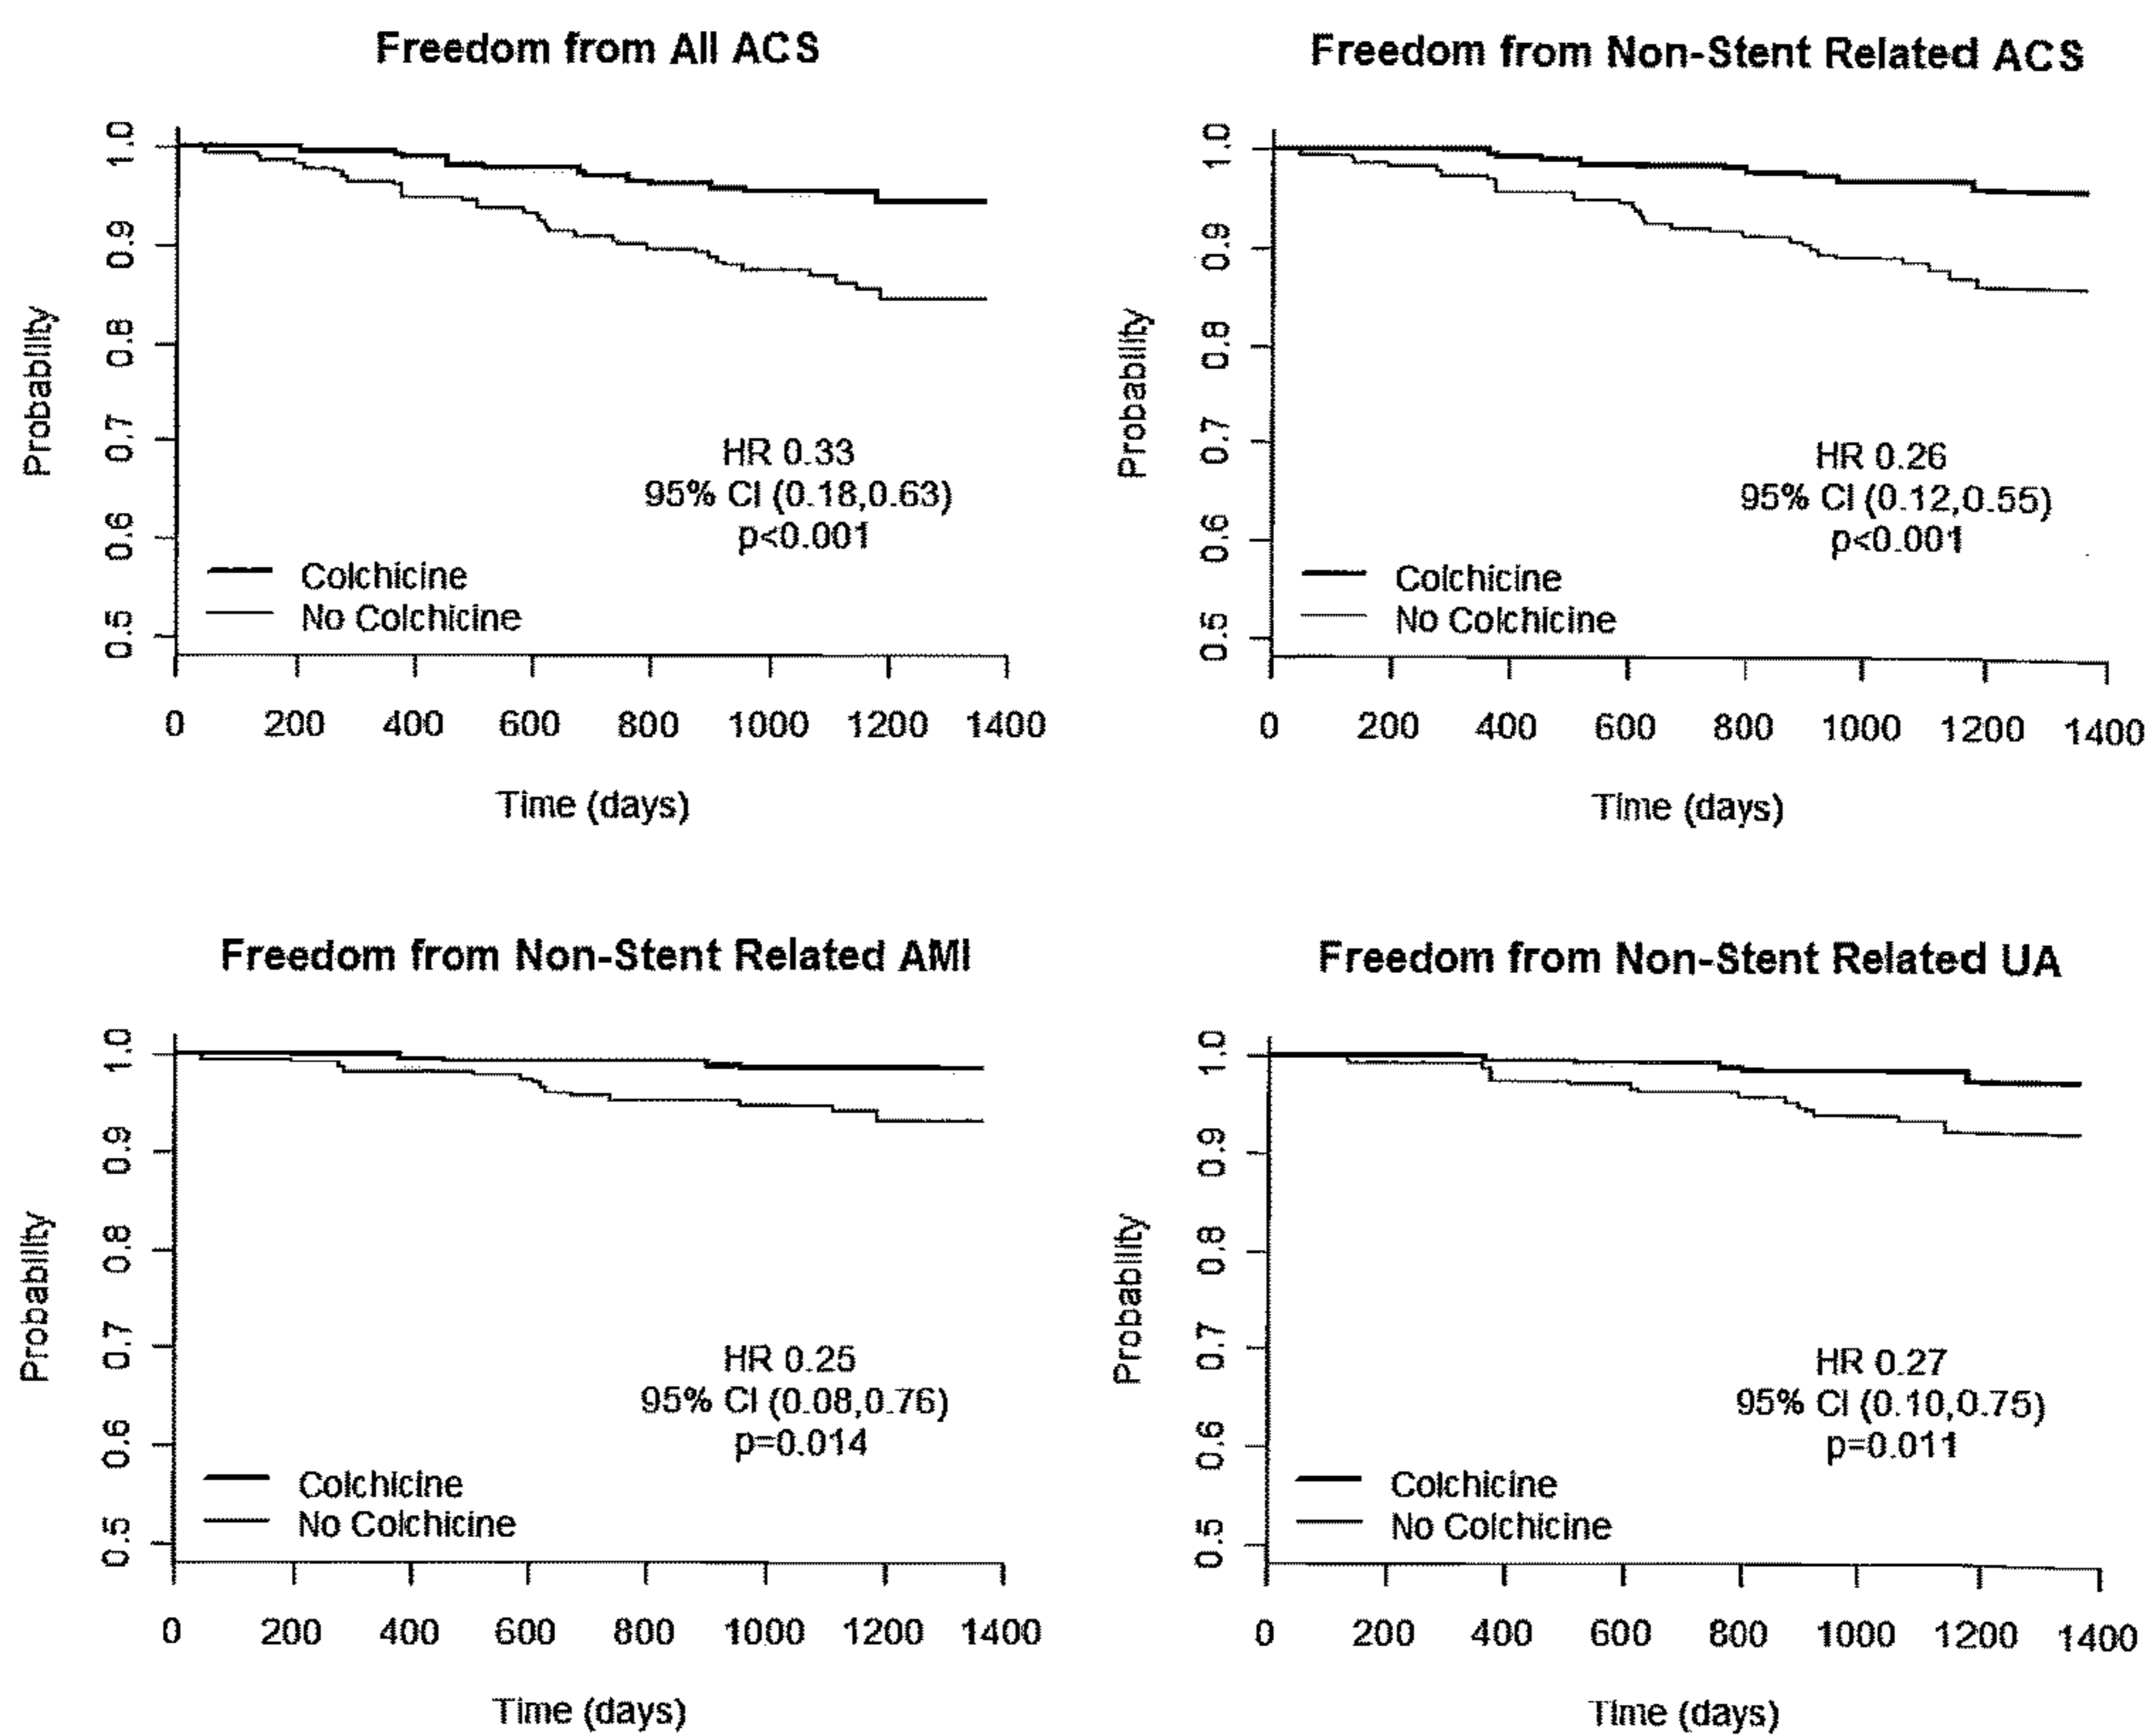 Freedom from All ACS
Probability
1.0
0.9
0.8
0.7
0.6
0.5
HR 0.33
95% CI (0.18,0.63)
p<0.001
Colchicine
No Colchicine
0 200 400 600 800 1000 1200 1400
Time (days)
Freedom from Non-Stent Related ACS
Probability
1.0
0.9
0.8
0.7
0.6
0.5
HR 0.26
95% CI (0.12,0.55)
p<0.001
Colchicine
No Colchicine
0 200 400 600 800 1000 1200 1400
Time (days)
Freedom from Non-Stent Related AMI
Probability
1.0
0.9
0.8
0.7
0.6
0.5
HR 0.25
95% CI (0.08,0.76)
p=0.014
Colchicine
No Colchicine
0 200 400 600 800 1000 1200 1400
Time (days)
Freedom from Non-Stent Related UA
Probability
1.0
0.9
0.8
0.7
0.6
0.5
HR 0.27
95% CI (0.10,0.75)
p=0.011
Colchicine
No Colchicine
0 200 400 600 800 1000 1200 1400
Time (days)